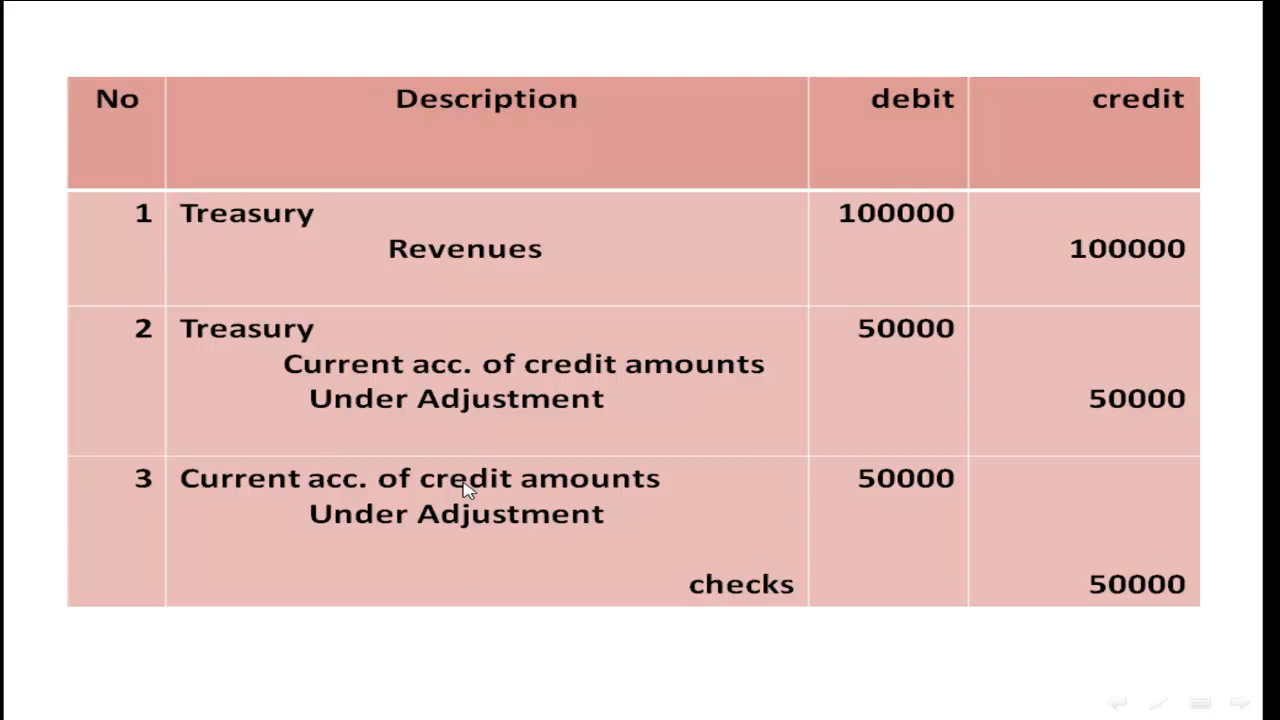 No Description debit credit
1 Treasury 100000
Revenues 100000
2 Treasury 50000
Current acc. of credit amounts
Under Adjustment 50000
3 Current acc. of credit amounts 50000
Under Adjustment
checks 50000